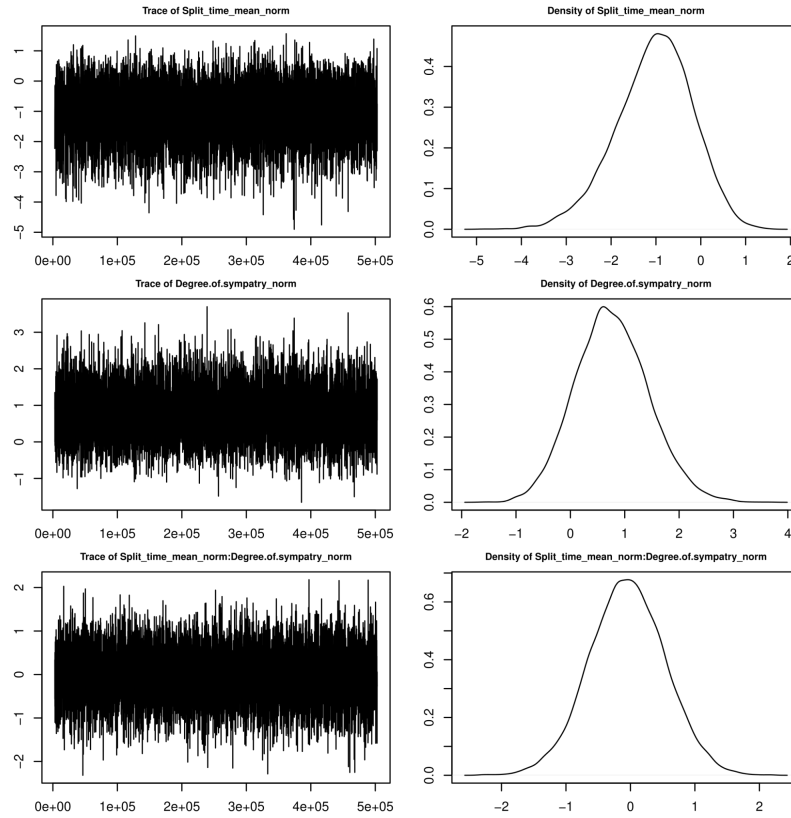 Trace of Split_time_mean_norm
1
0
−1
−2
−3
−4
−5
0e+00 1e+05 2e+05 3e+05 4e+05 5e+05
Density of Split_time_mean_norm
0.4
0.3
0.2
0.1
0.0
−5 −4 −3 −2 −1 0 1 2
Trace of Degree.of.sympatry_norm
3
2
1
0
−1
0e+00 1e+05 2e+05 3e+05 4e+05 5e+05
Density of Degree.of.sympatry_norm
0.6
0.5
0.4
0.3
0.2
0.1
0.0
−2 −1 0 1 2 3 4
Trace of Split_time_mean_norm:Degree.of.sympatry_norm
2
1
0
−1
−2
0e+00 1e+05 2e+05 3e+05 4e+05 5e+05
Density of Split_time_mean_norm:Degree.of.sympatry_norm
0.6
0.4
0.2
0.0
−2 −1 0 1 2